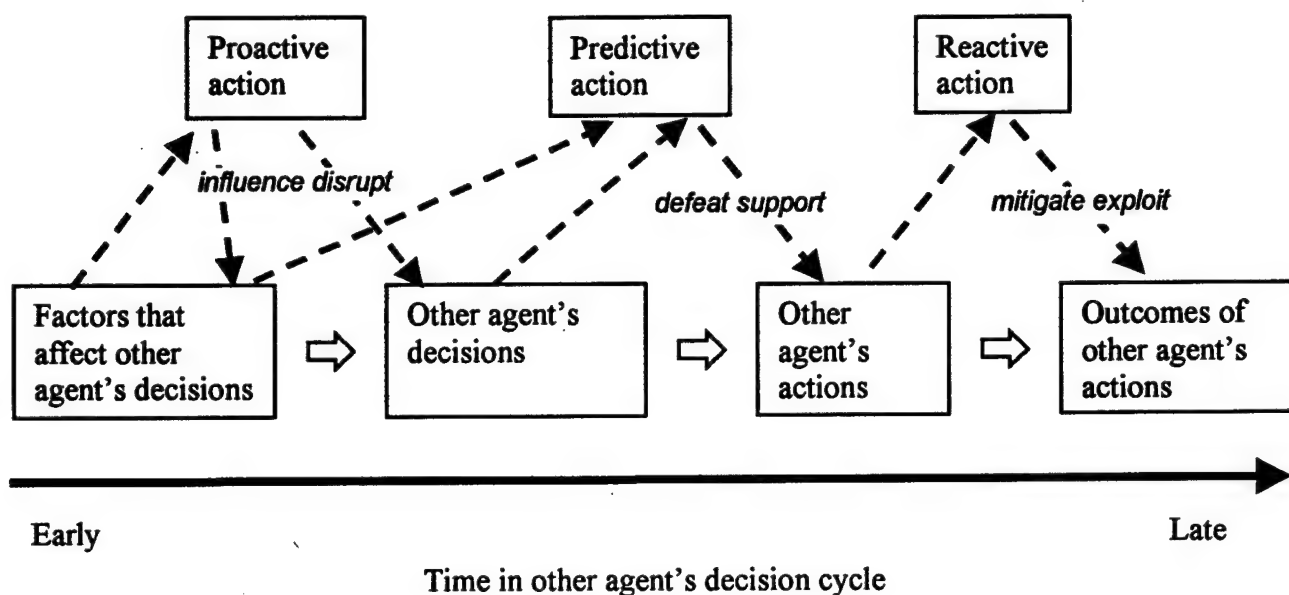 Proactive
action
Predictive
action
Reactive
action
influence disrupt
defeat support
mitigate exploit
Factors that
affect other
agent's decisions
Other agent's
decisions
Other
agent's
actions
Outcomes of
other agent's
actions
Early
Late
Time in other agent's decision cycle